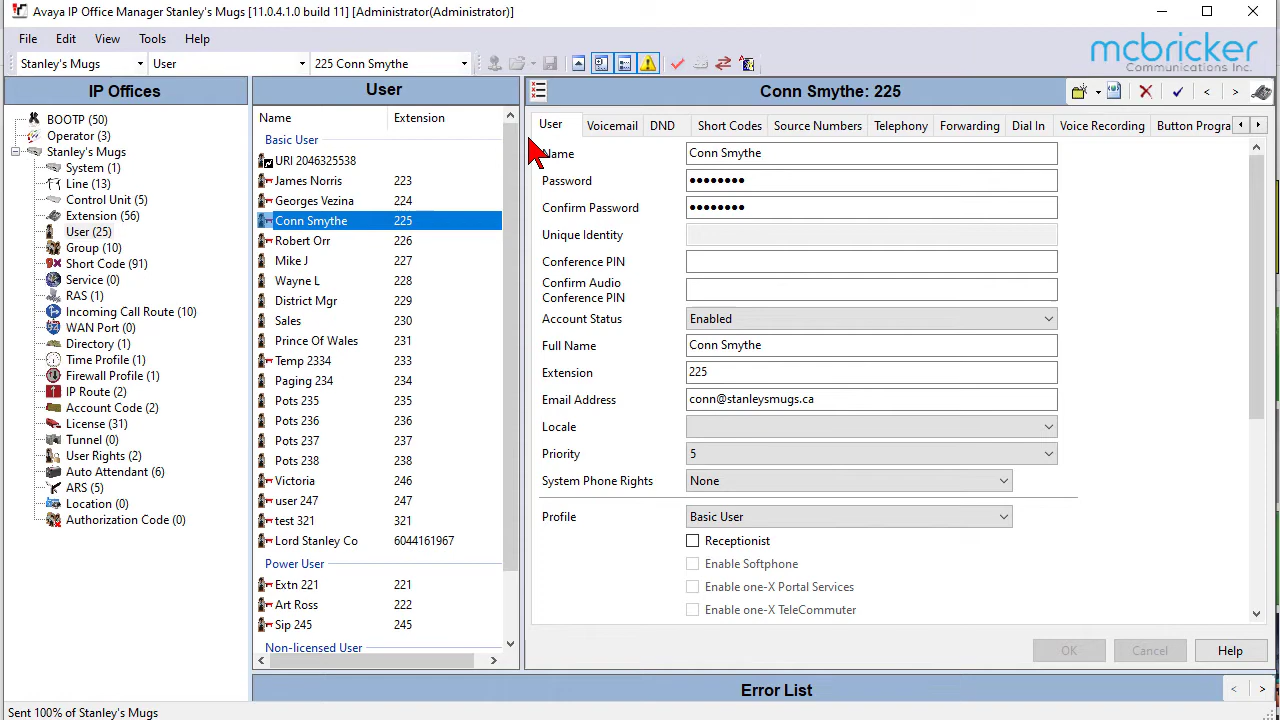 Avaya IP Office Manager Stanley's Mugs [11.0.4.1.0 build 11] [Administrator(Administrator)]
File Edit View Tools Help
mcbricker
Communications Inc.
Stanley's Mugs User 225 Conn Smythe
IP Offices
BOOTP (50)
Operator (3)
Stanley's Mugs
System (1)
Line (13)
Control Unit (5)
Extension (56)
User (25)
Group (10)
Short Code (91)
Service (0)
RAS (1)
Incoming Call Route (10)
WAN Port (0)
Directory (1)
Time Profile (1)
Firewall Profile (1)
IP Route (2)
Account Code (2)
License (31)
Tunnel (0)
User Rights (2)
Auto Attendant (6)
ARS (5)
Location (0)
Authorization Code (0)
User
Name Extension
Basic User
URI 2046325538
James Norris 223
Georges Vezina 224
Conn Smythe 225
Robert Orr 226
Mike J 227
Wayne L 228
District Mgr 229
Sales 230
Prince Of Wales 231
Temp 2334 233
Paging 234 234
Pots 235 235
Pots 236 236
Pots 237 237
Pots 238 238
Victoria 246
user 247 247
test 321 321
Lord Stanley Co 6044161967
Power User
Extn 221 221
Art Ross 222
Sip 245 245
Non-licensed User
Conn Smythe: 225
User Voicemail DND Short Codes Source Numbers Telephony Forwarding Dial In Voice Recording Button Progra
Name Conn Smythe
Password ●●●●●●●●
Confirm Password ●●●●●●●●
Unique Identity
Conference PIN
Confirm Audio
Conference PIN
Account Status Enabled
Full Name Conn Smythe
Extension 225
Email Address conn@stanleysmugs.ca
Locale
Priority 5
System Phone Rights None
Profile Basic User
Receptionist
Enable Softphone
Enable one-X Portal Services
Enable one-X TeleCommuter
OK Cancel Help
Error List
Sent 100% of Stanley's Mugs